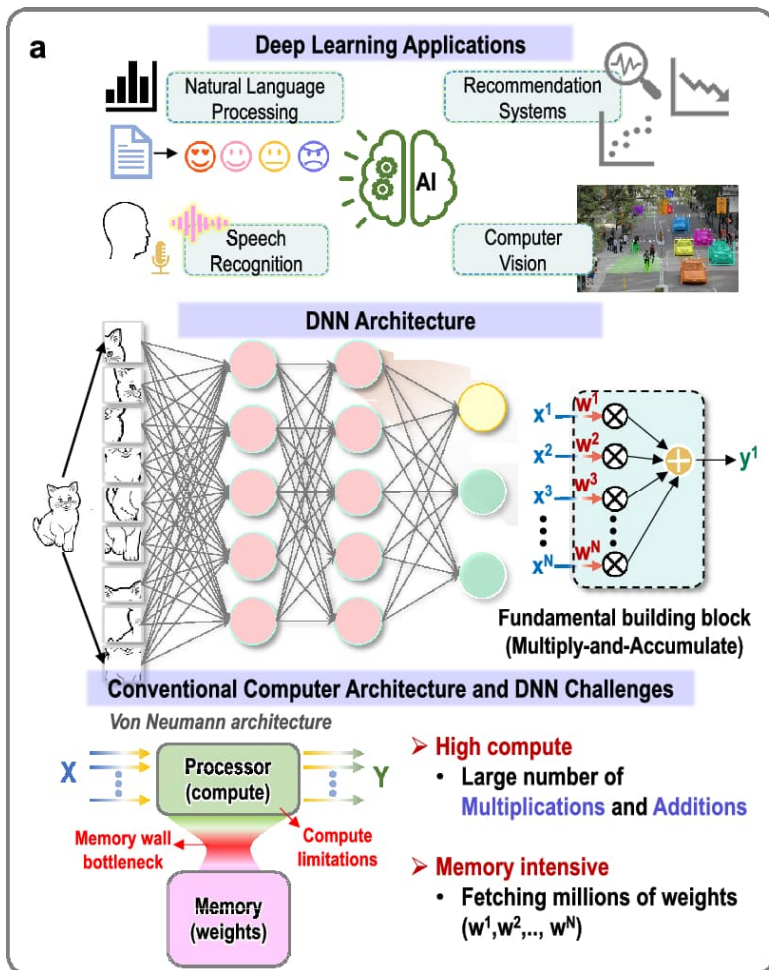 a
Deep Learning Applications
Natural Language
Processing
Recommendation
Systems
AI
Speech
Recognition
Computer
Vision
DNN Architecture
x¹ w¹
x² w²
x³ w³
xᴺ wᴺ
y¹
Fundamental building block
(Multiply-and-Accumulate)
Conventional Computer Architecture and DNN Challenges
Von Neumann architecture
X
Processor
(compute)
Y
Memory wall
bottleneck
Compute
limitations
Memory
(weights)
➢ High compute
• Large number of
Multiplications and Additions
➢ Memory intensive
• Fetching millions of weights
(w¹,w²,.., wᴺ)